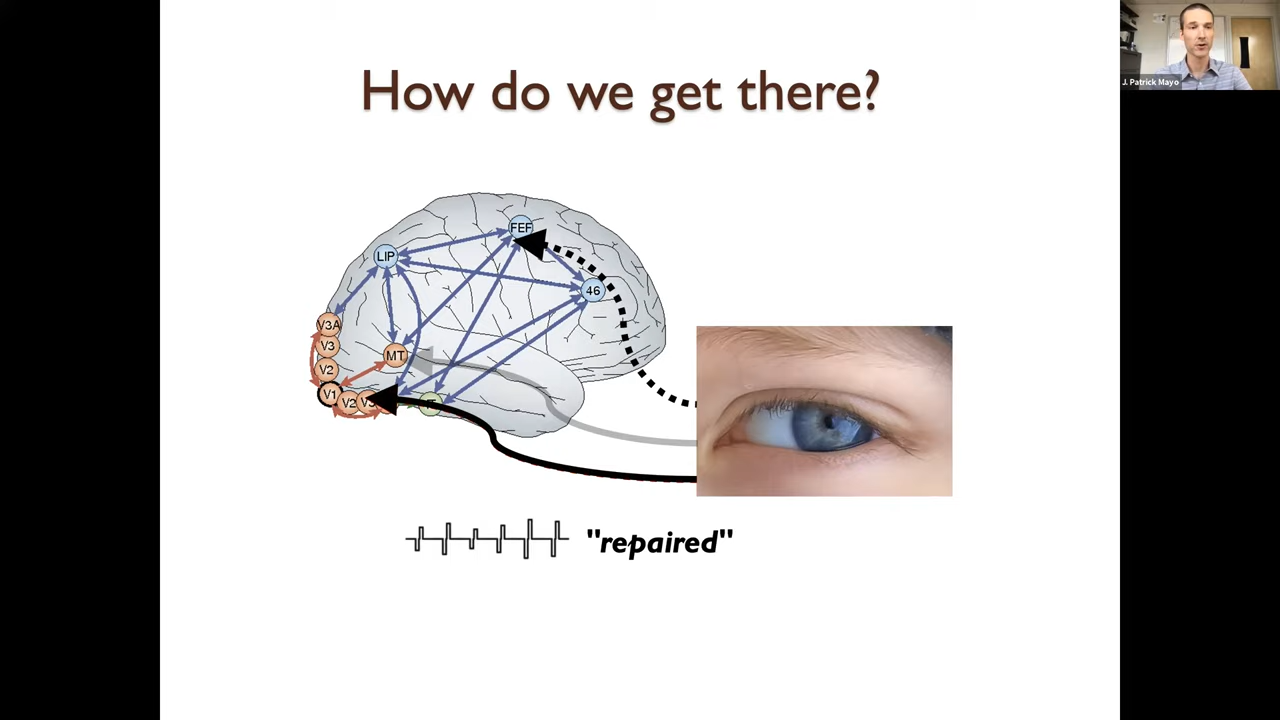 How do we get there?
J. Patrick Mayo
FEF
LIP
46
V3A
V3
MT
V2
V1
V2
"repaired"